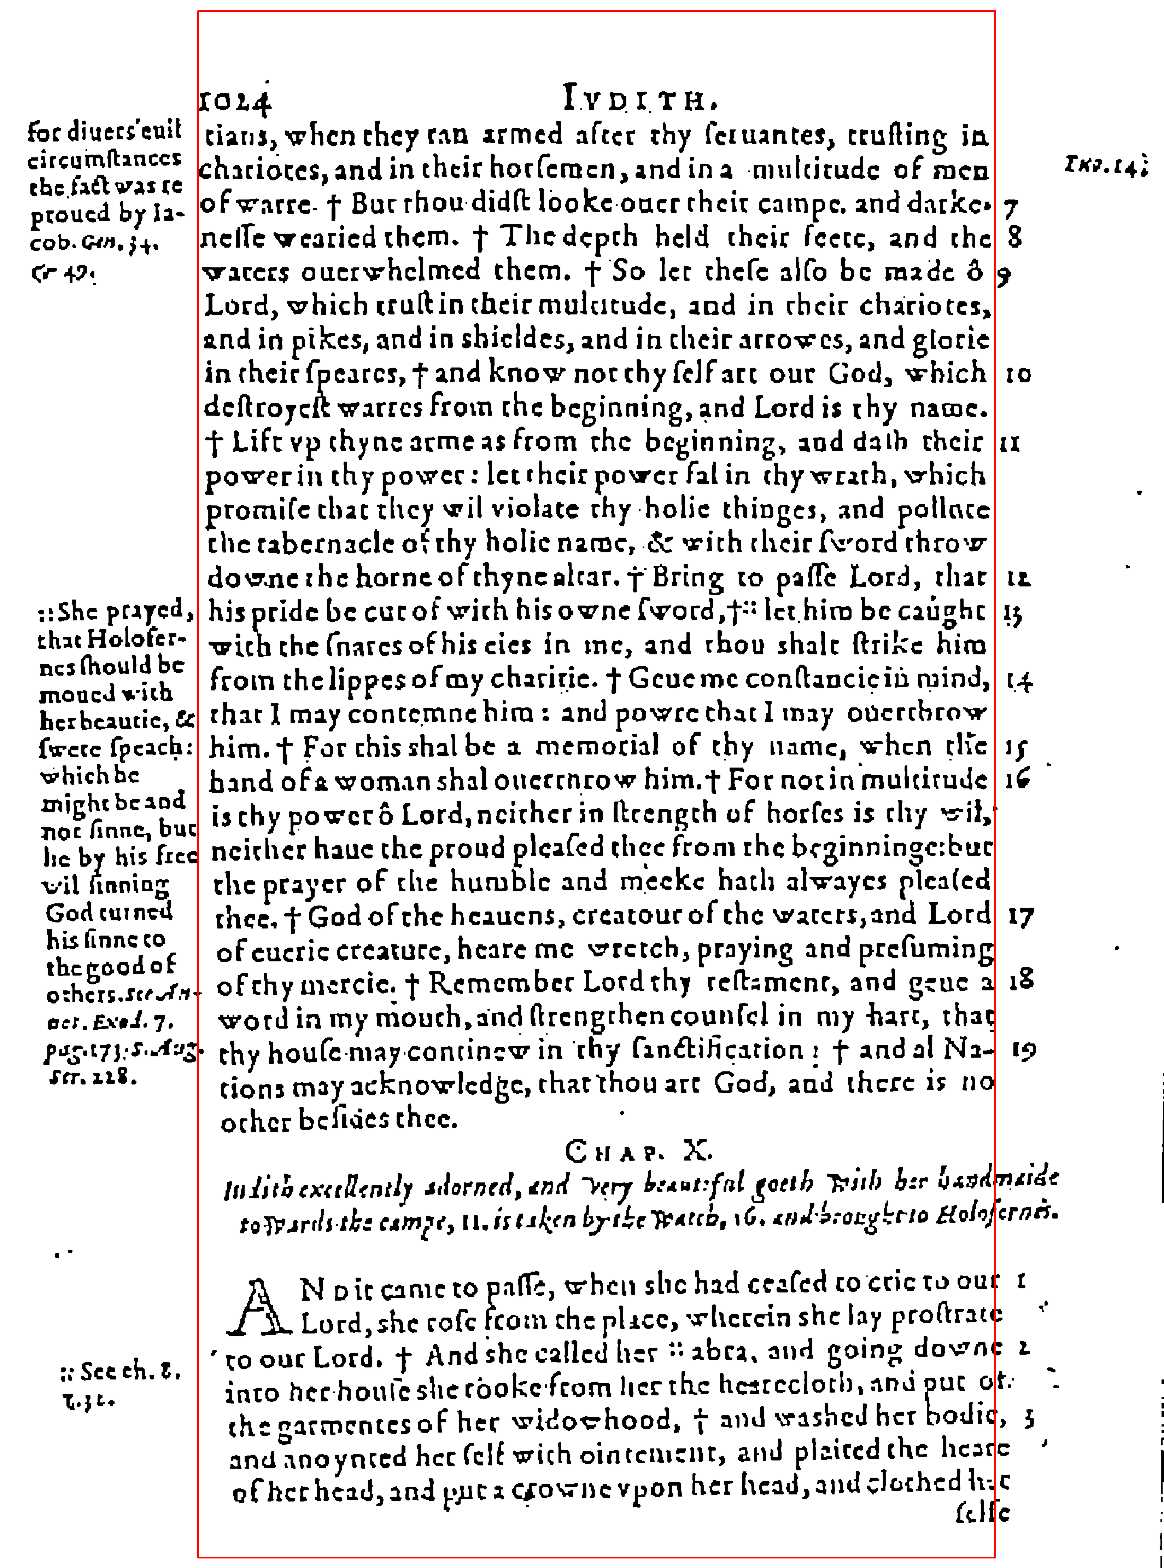 1024 IVDITH.
tians, when they ran armed after thy ſeruantes, truſting in
chariotes, and in their horſemen, and in a multitude of men
of warre. † But thou didſt looke ouer their campe, and darke- 7
neſſe wearied them. † The depth held their feete, and the 8
waters ouerwhelmed them. † So let theſe alſo be made ô 9
Lord, which truſt in their multitude, and in their chariotes,
and in pikes, and in shieldes, and in their arrowes, and glorie
in their ſpeares, † and know not thy ſelf art our God, which 10
deſtroyeſt warres from the beginning, and Lord is thy name.
† Lift vp thyne arme as from the beginning, and dash their 11
power in thy power: let their power fal in thy wrath, which
promiſe that they wil violate thy holie thinges, and pollute
the tabernacle of thy holie name, & with their ſword throw
downe the horne of thyne altar. † Bring to paſſe Lord, that 12
his pride be cut of with his owne ſword, † :: let him be caught 13
with the ſnares of his eies in me, and thou shalt ſtrike him
from the lippes of my charitie. † Geue me conſtancie in mind, 14
that I may contemne him: and powre that I may ouerthrow
him. † For this shal be a memorial of thy name, when the 15
hand of a woman shal ouerthrow him. † For not in multitude 16
is thy power ô Lord, neither in ſtrength of horſes is thy wil,
neither haue the proud pleaſed thee from the beginninge: but
the prayer of the humble and meeke hath alwayes pleaſed
thee. † God of the heauens, creatour of the waters, and Lord 17
of euerie creature, heare me wretch, praying and preſuming
of thy mercie. † Remember Lord thy teſtament, and geue a 18
word in my mouth, and ſtrengthen counſel in my hart, that
thy houſe may continew in thy ſanctification: † and al Na- 19
tions may acknowledge, that thou art God, and there is no
other beſides thee.
For diuers euil
circumſtances
the fact was re
proued by Ia-
cob. Gen. 34.
& 49.
Exo. 14.
::She prayed,
that Holofer-
nes ſhould be
moued with
her beautie, &
ſwete ſpeach:
which be
might be and
not ſinne, but
he by his free
wil ſinning
God turned
his ſinne to
the good of
others. See An-
not. Exod. 7.
pag. 173. S. Aug.
Ser. 228.
CHAP. X.
Iudith excellently adorned, and very beautiful goeth with her handmaide
towards the campe, 11. is taken by the watch, 16. and brought to Holofernes.
AND it came to paſſe, when she had ceaſed to crie to our 1
Lord, she roſe from the place, wherein she lay proſtrate
to our Lord. † And she called her :: abra, and going downe 2
into her houſe she tooke from her the hearecloth, and put of
the garmentes of her widowhood, † and washed her bodie, 3
and anoynted her ſelf with ointement, and plaited the heare
of her head, and put a crowne vpon her head, and clothed her
ſelfe
:: See ch. 8.
v. 32.